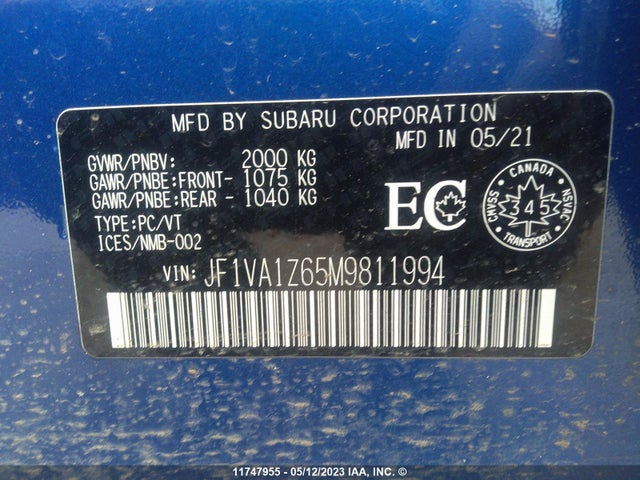 MFD BY SUBARU CORPORATION
MFD IN 05/21
GVWR/PNBV: 2000 KG
GAWR/PNBE:FRONT- 1075 KG
GAWR/PNBE:REAR - 1040 KG
TYPE:PC/VT
ICES/NMB-002
EC
CANADA
CMVSS
NSVAC
345
TRANSPORT
VIN: JF1VA1Z65M9811994
11747955 - 05/12/2023 IAA, INC. ©